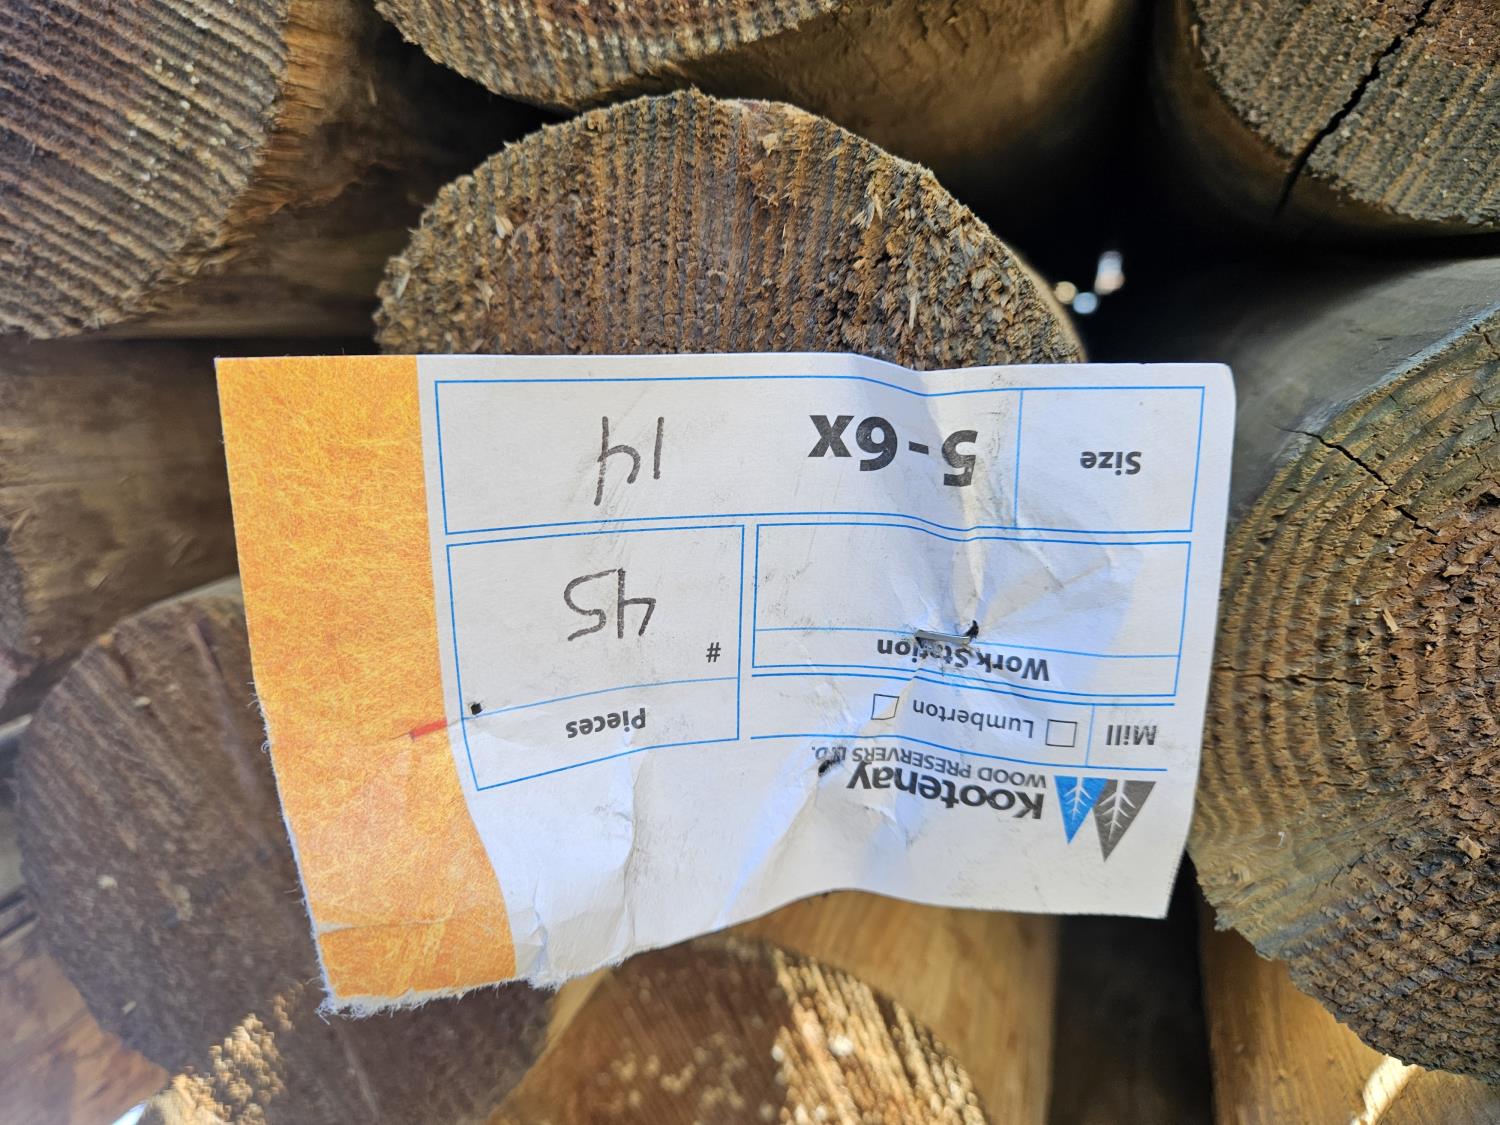 Kootenay
WOOD PRESERVERS LTD.
Mill
Lumberton
Pieces
#
45
Work Station
Size
5-6x 14